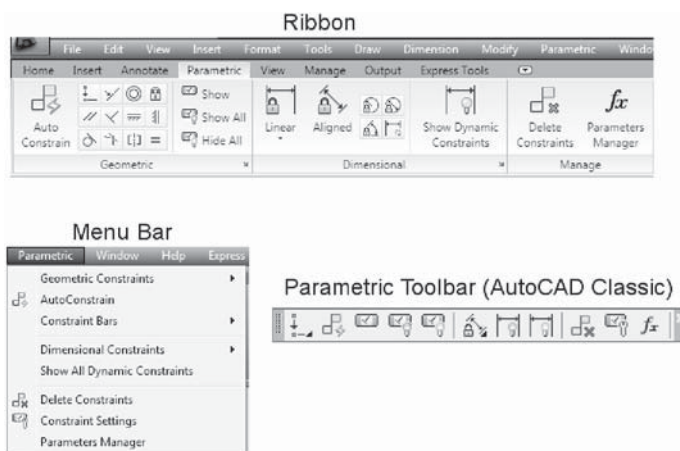 Ribbon
File Edit View Insert Format Tools Draw Dimension Modify Parametric
Home Insert Annotate Parametric View Manage Output Express Tools
Show
Show All
Hide All
Auto Constrain
Linear
Aligned
Show Dynamic Constraints
Delete Constraints
fx
Parameters Manager
Geometric
Dimensional
Manage
Menu Bar
Parametric Window Help Express
Geometric Constraints
AutoConstrain
Constraint Bars
Dimensional Constraints
Show All Dynamic Constraints
Delete Constraints
Constraint Settings
Parameters Manager
Parametric Toolbar (AutoCAD Classic)
fx